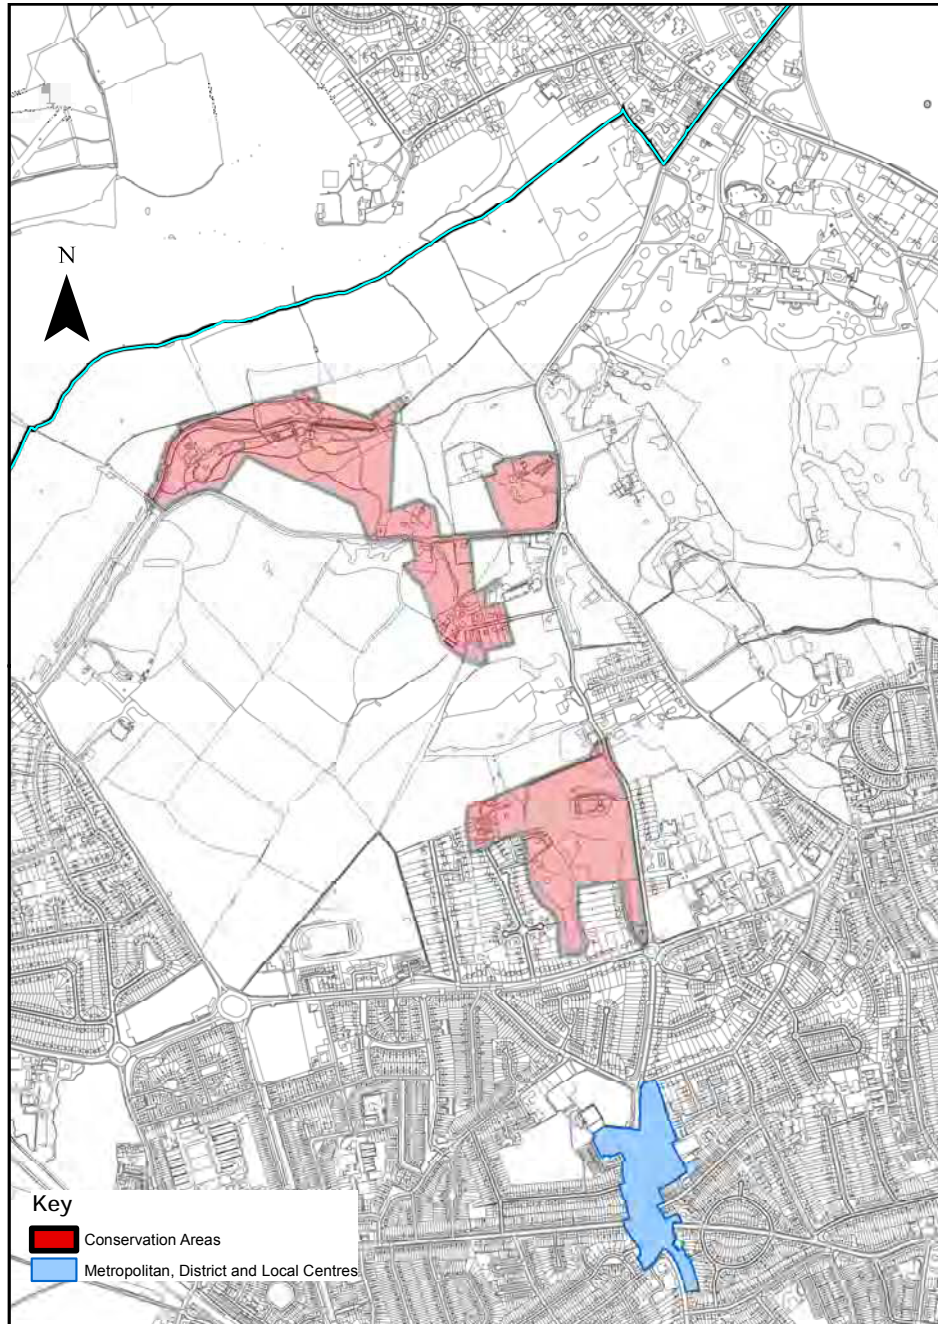 N
Key
Conservation Areas
Metropolitan, District and Local Centres